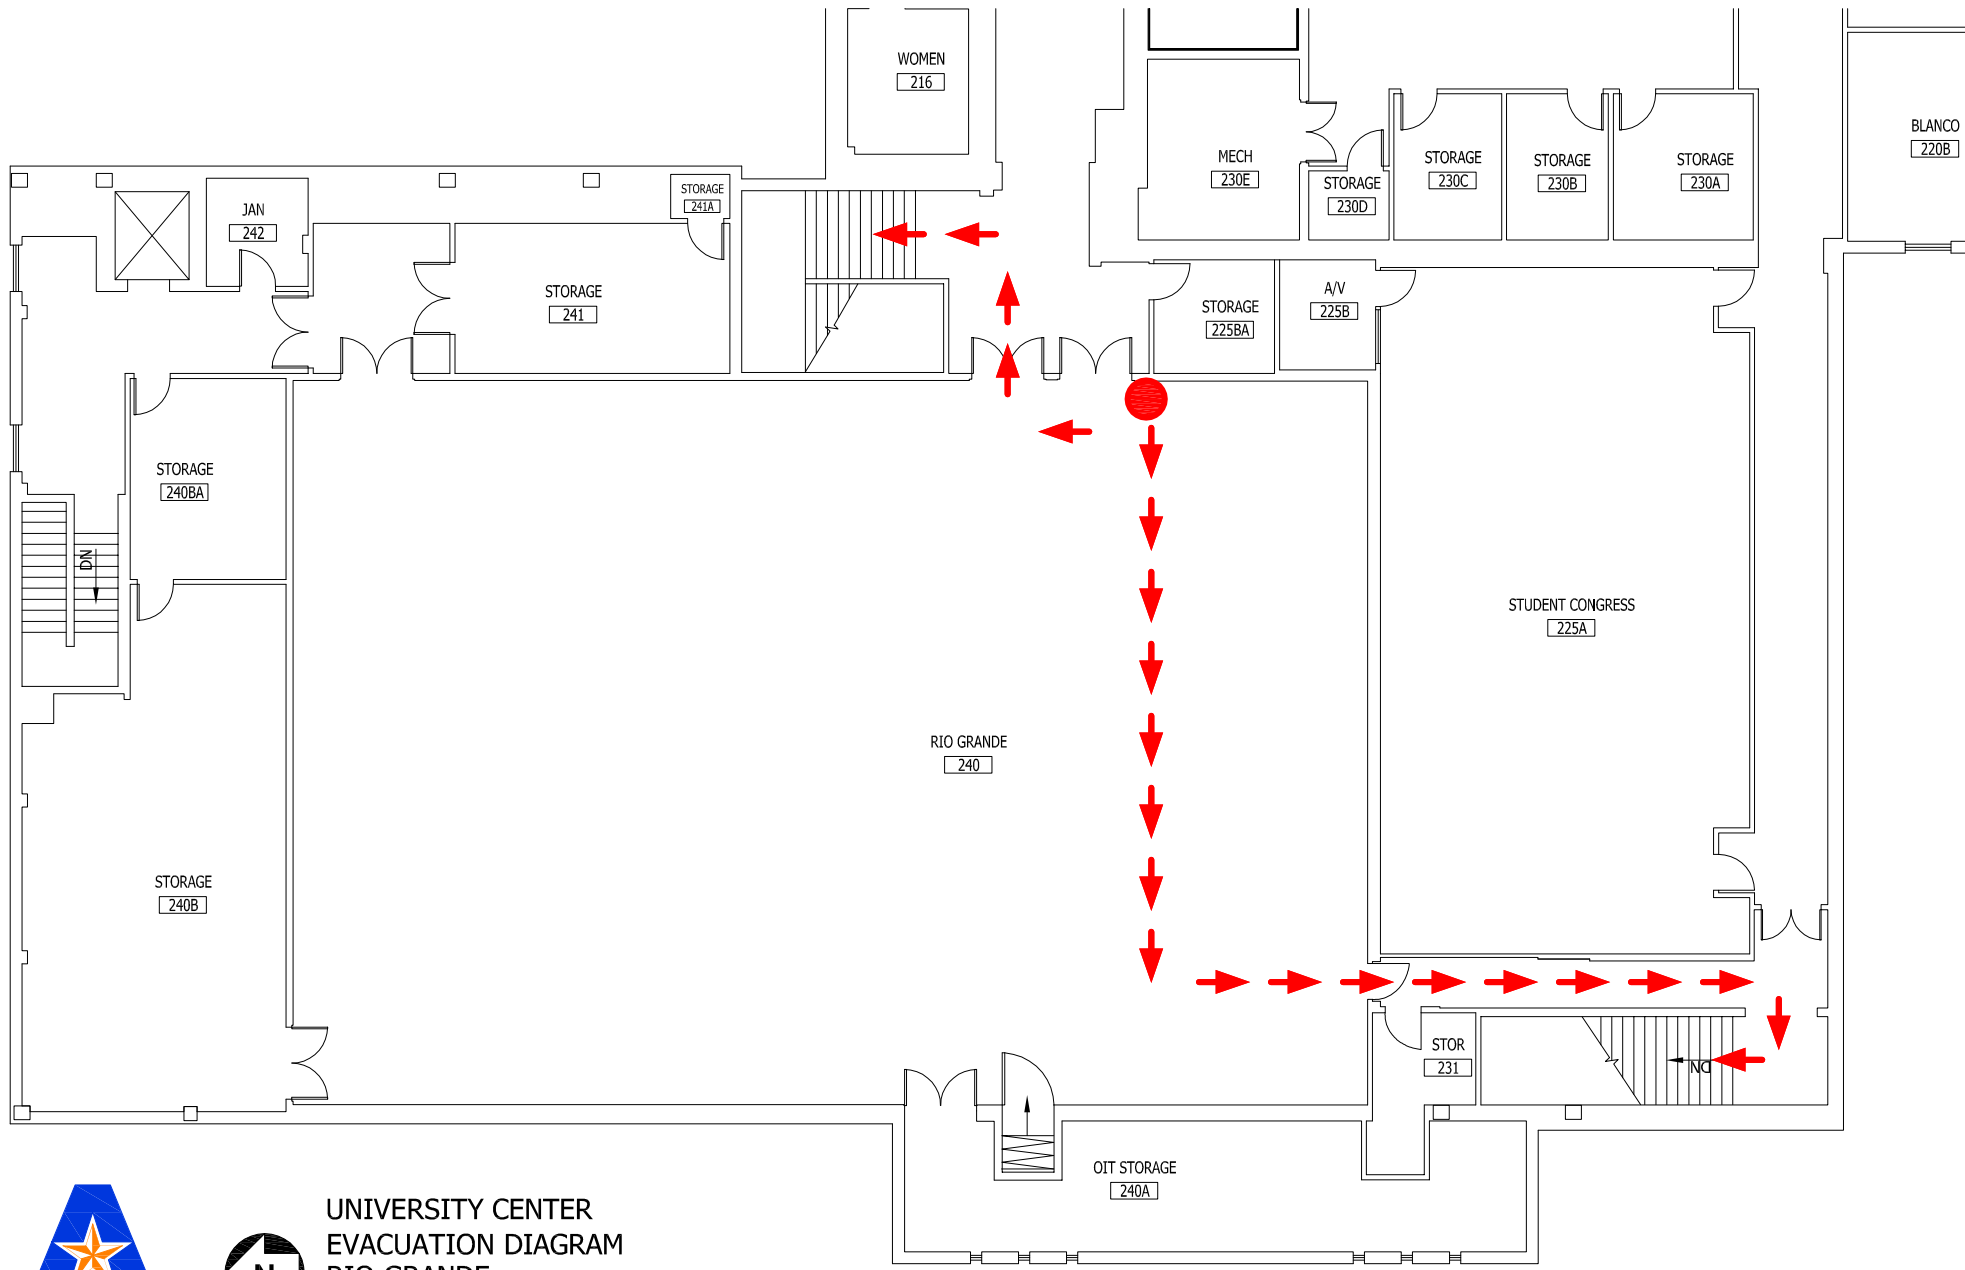 WOMEN
216
BLANCO
220B
MECH
230E
STORAGE
230D
STORAGE
230C
STORAGE
230B
STORAGE
230A
JAN
242
STORAGE
241A
STORAGE
241
STORAGE
225BA
A/V
225B
STORAGE
240BA
DN
STUDENT CONGRESS
225A
RIO GRANDE
240
STORAGE
240B
STOR
231
DN
OIT STORAGE
240A
UNIVERSITY CENTER
EVACUATION DIAGRAM
RIO GRANDE
N